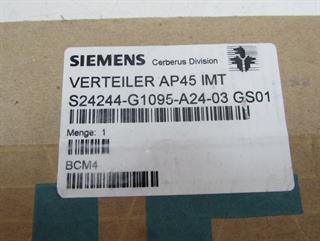 SIEMENS Cerberus Division
VERTEILER AP45 IMT
S24244-G1095-A24-03 GS01
Menge: 1
BCM4